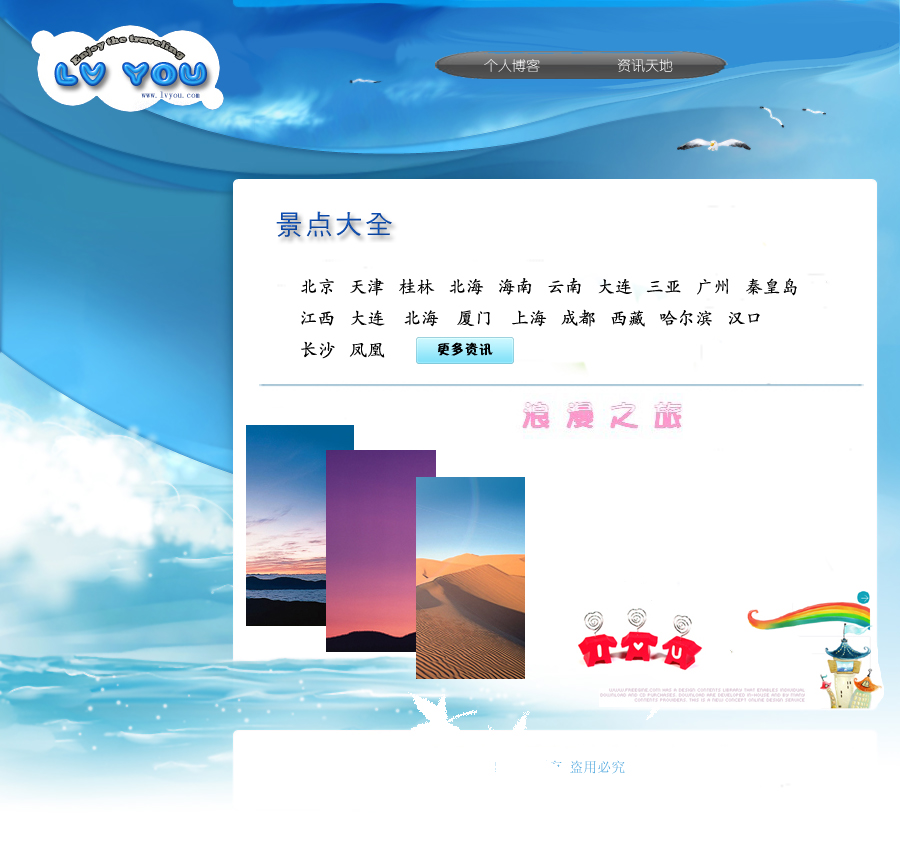 Enjoy the traveling
LV YOU
www.lvyou.com
个人博客 资讯天地
景点大全
北京 天津 桂林 北海 海南 云南 大连 三亚 广州 秦皇岛
江西 大连 北海 厦门 上海 成都 西藏 哈尔滨 汉口
长沙 凤凰 更多资讯
浪漫之旅
I U
盗用必究